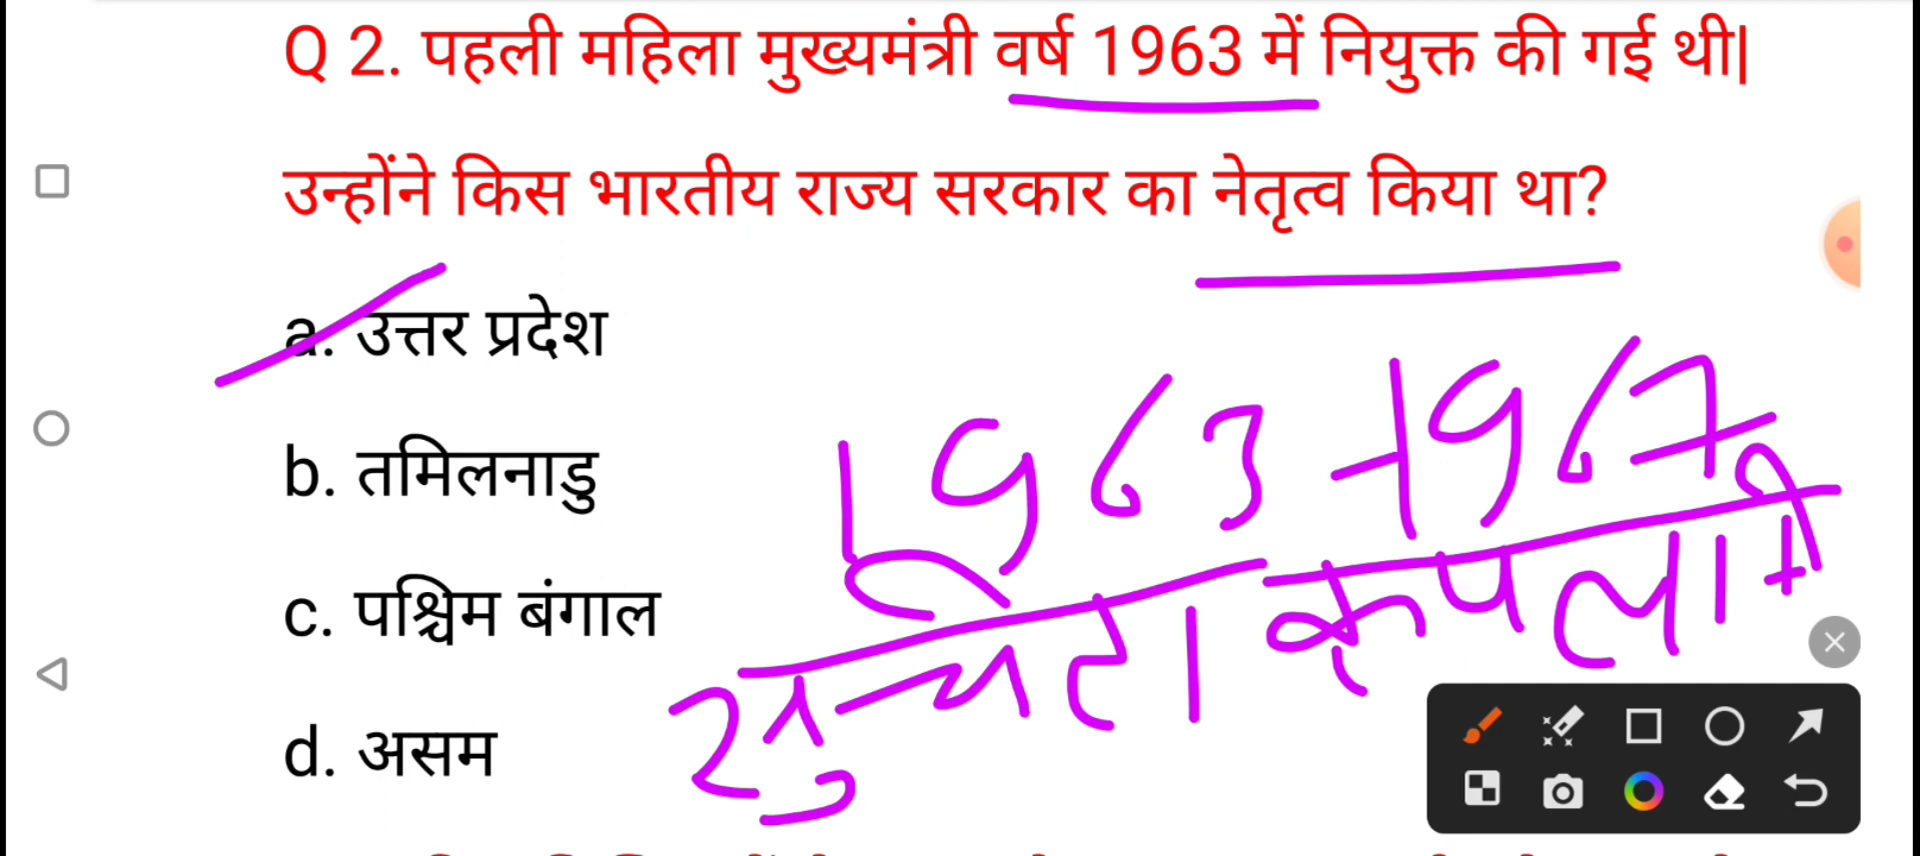 Q 2. पहली महिला मुख्यमंत्री वर्ष 1963 में नियुक्त की गई थी|
उन्होंने किस भारतीय राज्य सरकार का नेतृत्व किया था?
a. उत्तर प्रदेश
b. तमिलनाडु
c. पश्चिम बंगाल
d. असम
1963-1967